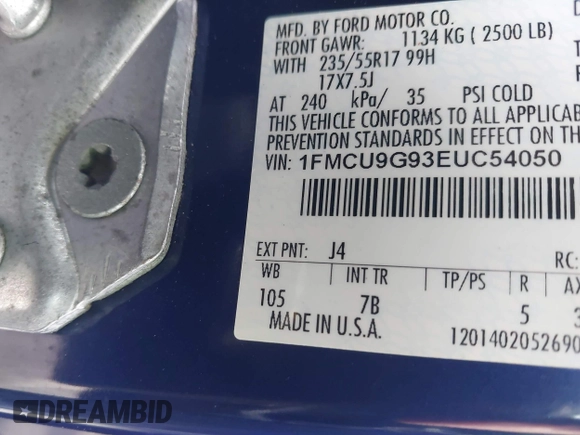 MFD. BY FORD MOTOR CO.
FRONT GAWR: 1134 KG ( 2500 LB)
WITH 235/55R17 99H
17X7.5J
AT 240 kPa/ 35 PSI COLD
THIS VEHICLE CONFORMS TO ALL APPLICAB
PREVENTION STANDARDS IN EFFECT ON TH
VIN: 1FMCU9G93EUC54050
EXT PNT: J4 RC:
WB INT TR TP/PS R AX
105 7B 5 3
MADE IN U.S.A. 1201402052690
DREAMBID